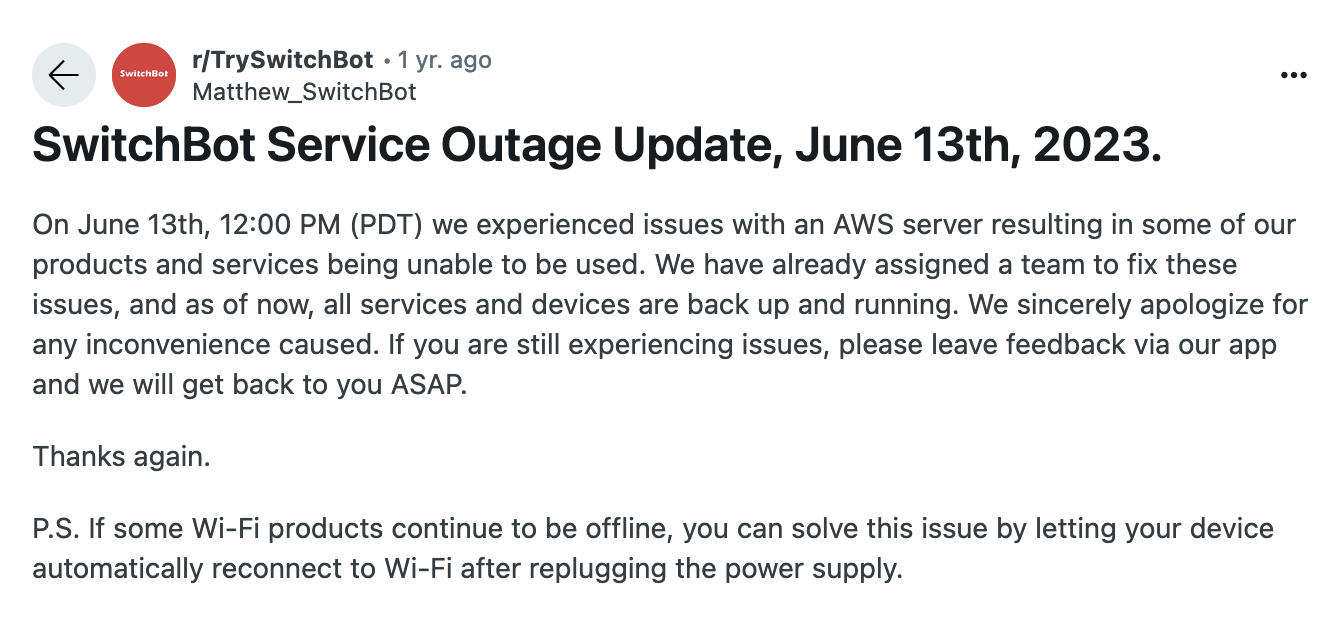 SwitchBot
r/TrySwitchBot • 1 yr. ago
Matthew_SwitchBot
SwitchBot Service Outage Update, June 13th, 2023.
On June 13th, 12:00 PM (PDT) we experienced issues with an AWS server resulting in some of our
products and services being unable to be used. We have already assigned a team to fix these
issues, and as of now, all services and devices are back up and running. We sincerely apologize for
any inconvenience caused. If you are still experiencing issues, please leave feedback via our app
and we will get back to you ASAP.
Thanks again.
P.S. If some Wi-Fi products continue to be offline, you can solve this issue by letting your device
automatically reconnect to Wi-Fi after replugging the power supply.